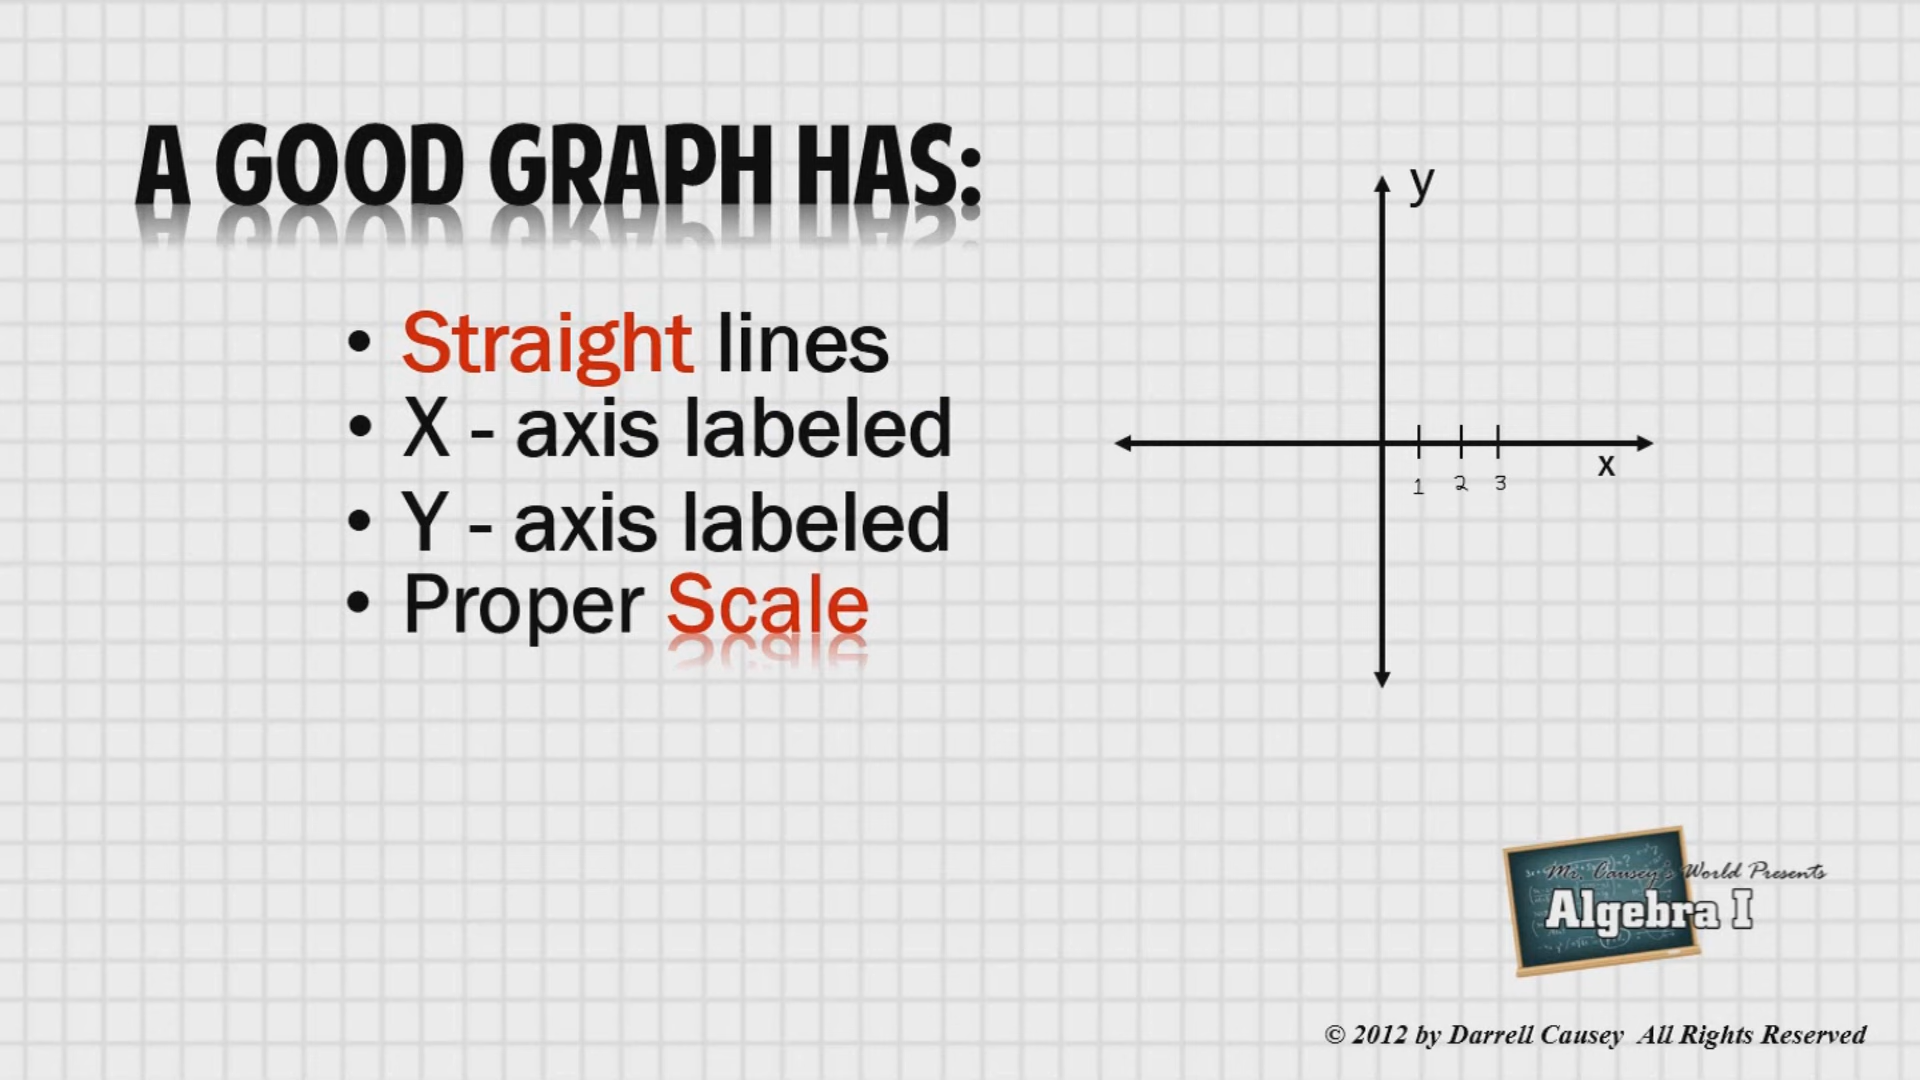 A GOOD GRAPH HAS:
• Straight lines
• X - axis labeled
• Y - axis labeled
• Proper Scale
y
x
1 2 3
Mr. Causey's World Presents
Algebra I
© 2012 by Darrell Causey All Rights Reserved